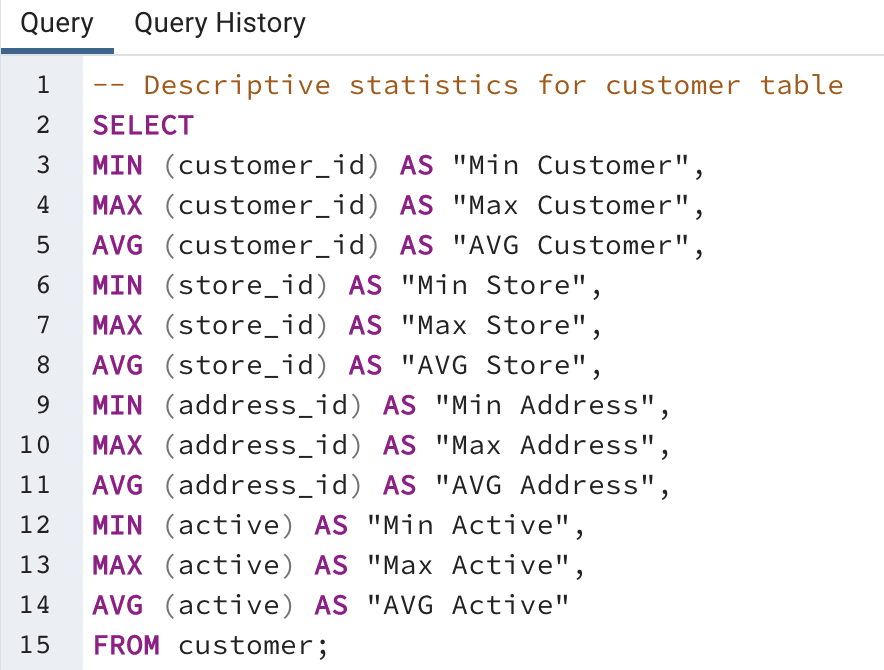 Query Query History
1 -- Descriptive statistics for customer table
2 SELECT
3 MIN (customer_id) AS "Min Customer",
4 MAX (customer_id) AS "Max Customer",
5 AVG (customer_id) AS "AVG Customer",
6 MIN (store_id) AS "Min Store",
7 MAX (store_id) AS "Max Store",
8 AVG (store_id) AS "AVG Store",
9 MIN (address_id) AS "Min Address",
10 MAX (address_id) AS "Max Address",
11 AVG (address_id) AS "AVG Address",
12 MIN (active) AS "Min Active",
13 MAX (active) AS "Max Active",
14 AVG (active) AS "AVG Active"
15 FROM customer;